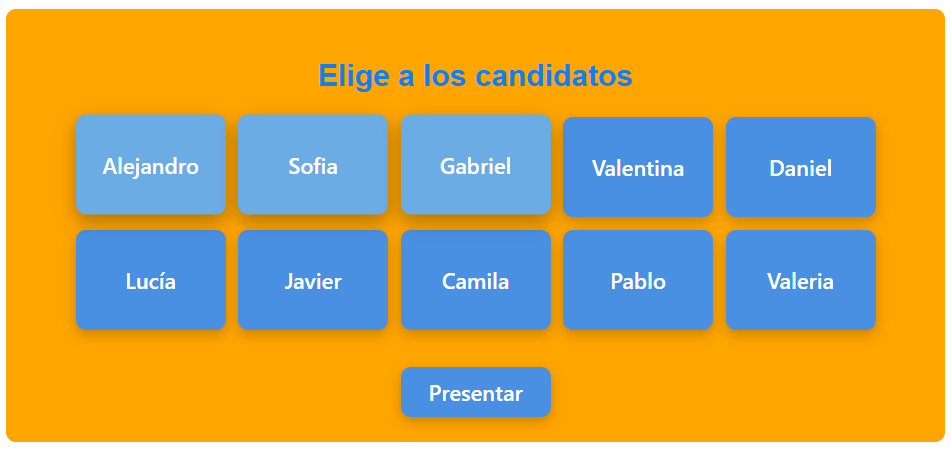 Elige a los candidatos
Alejandro Sofia Gabriel Valentina Daniel
Lucía Javier Camila Pablo Valeria
Presentar